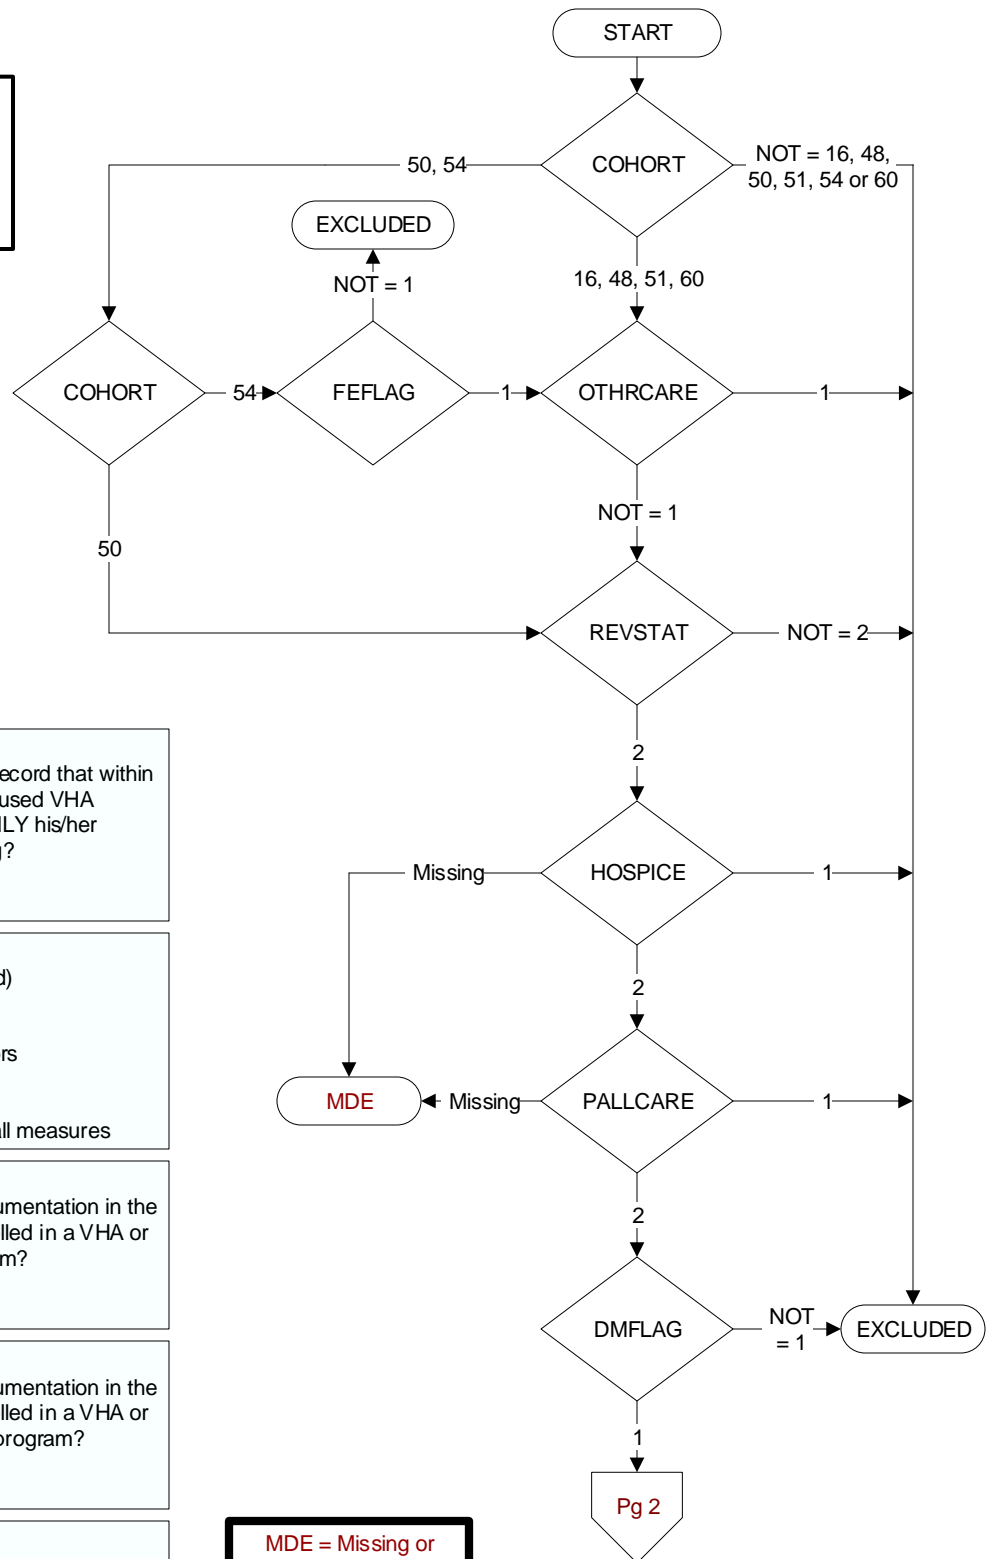 START
COHORT
50, 54
NOT = 16, 48,
50, 51, 54 or 60
EXCLUDED
NOT = 1
16, 48, 51, 60
COHORT
54
FEFLAG
1
OTHRCARE
1
NOT = 1
50
REVSTAT
NOT = 2
2
ecord that within
used VHA
ILY his/her
g?
Missing
HOSPICE
1
2
d)
rs
all measures
MDE
Missing
PALLCARE
1
2
umentation in the
lled in a VHA or
m?
DMFLAG
NOT
= 1
EXCLUDED
umentation in the
lled in a VHA or
program?
1
Pg 2
MDE = Missing or